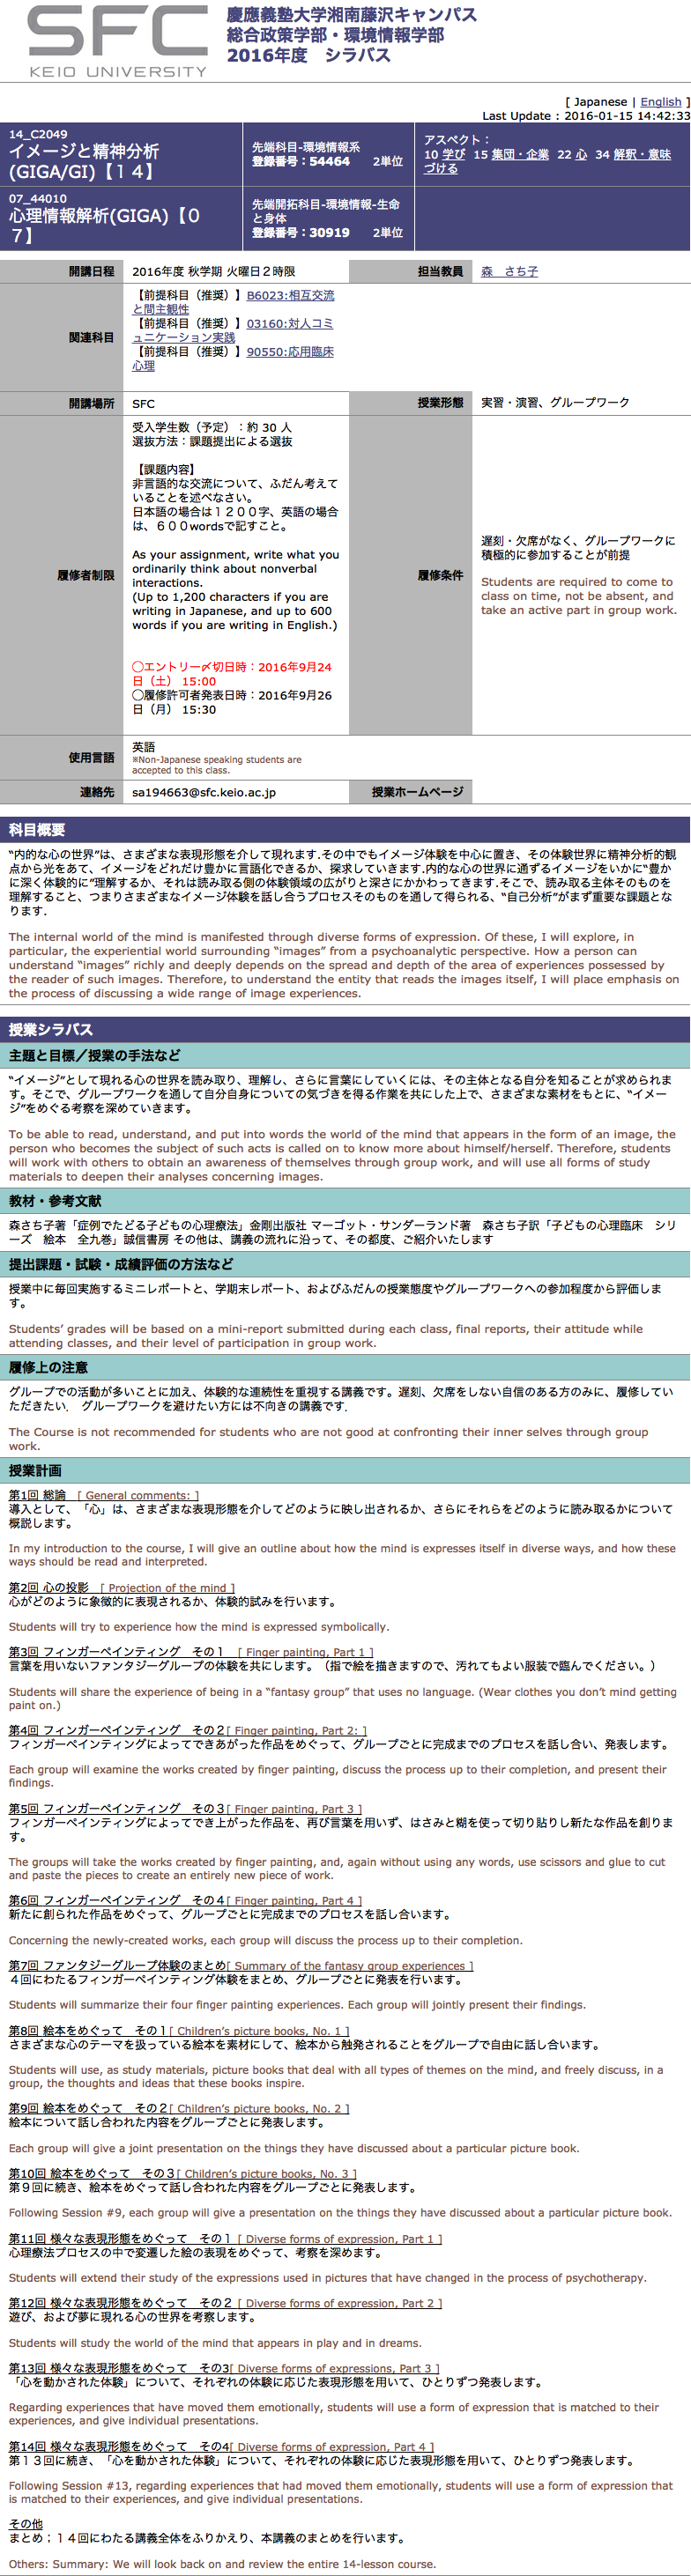 SFC
KEIO UNIVERSITY
慶應義塾大学湘南藤沢キャンパス
総合政策学部・環境情報学部
2016年度　シラバス
[ Japanese | English ]
Last Update : 2016-01-15 14:42:33
14_C2049
イメージと精神分析
(GIGA/GI)【１４】
先端科目-環境情報系
登録番号：54464　　2単位
アスペクト：
10 学び 15 集団・企業 22 心 34 解釈・意味
づける
07_44010
心理情報解析(GIGA)【０
７】
先端開拓科目-環境情報-生命
と身体
登録番号：30919　　2単位
開講日程
2016年度 秋学期 火曜日２時限
担当教員
森　さち子
関連科目
【前提科目（推奨）】B6023:相互交流
と間主観性
【前提科目（推奨）】03160:対人コミ
ュニケーション実践
【前提科目（推奨）】90550:応用臨床
心理
開講場所
SFC
授業形態
実習・演習、グループワーク
履修者制限
受入学生数（予定）：約 30 人
選抜方法：課題提出による選抜
【課題内容】
非言語的な交流について、ふだん考えて
いることを述べなさい。
日本語の場合は１２００字、英語の場合
は、６００wordsで記すこと。
As your assignment, write what you
ordinarily think about nonverbal
interactions.
(Up to 1,200 characters if you are
writing in Japanese, and up to 600
words if you are writing in English.)
◯エントリー〆切日時：2016年9月24
日（土） 15:00
◯履修許可者発表日時：2016年9月26
日（月） 15:30
履修条件
遅刻・欠席がなく、グループワークに
積極的に参加することが前提
Students are required to come to
class on time, not be absent, and
take an active part in group work.
使用言語
英語
※Non-Japanese speaking students are
accepted to this class.
連絡先
sa194663@sfc.keio.ac.jp
授業ホームページ
科目概要
“内的な心の世界”は、さまざまな表現形態を介して現れます.その中でもイメージ体験を中心に置き、その体験世界に精神分析的観
点から光をあて、イメージをどれだけ豊かに言語化できるか、探求していきます.内的な心の世界に通ずるイメージをいかに“豊か
に深く体験的に”理解するか、それは読み取る側の体験領域の広がりと深さにかかわってきます.そこで、読み取る主体そのものを
理解すること、つまりさまざまなイメージ体験を話し合うプロセスそのものを通して得られる、“自己分析”がまず重要な課題とな
ります.
The internal world of the mind is manifested through diverse forms of expression. Of these, I will explore, in
particular, the experiential world surrounding “images” from a psychoanalytic perspective. How a person can
understand “images” richly and deeply depends on the spread and depth of the area of experiences possessed by
the reader of such images. Therefore, to understand the entity that reads the images itself, I will place emphasis on
the process of discussing a wide range of image experiences.
授業シラバス
主題と目標／授業の手法など
“イメージ”として現れる心の世界を読み取り、理解し、さらに言葉にしていくには、その主体となる自分を知ることが求められま
す。そこで、グループワークを通して自分自身についての気づきを得る作業を共にした上で、さまざまな素材をもとに、“イメー
ジ”をめぐる考察を深めていきます。
To be able to read, understand, and put into words the world of the mind that appears in the form of an image, the
person who becomes the subject of such acts is called on to know more about himself/herself. Therefore, students
will work with others to obtain an awareness of themselves through group work, and will use all forms of study
materials to deepen their analyses concerning images.
教材・参考文献
森さち子著「症例でたどる子どもの心理療法」金剛出版社 マーゴット・サンダーランド著　森さち子訳「子どもの心理臨床　シリ
ーズ　絵本　全九巻」誠信書房 その他は、講義の流れに沿って、その都度、ご紹介いたします
提出課題・試験・成績評価の方法など
授業中に毎回実施するミニレポートと、学期末レポート、およびふだんの授業態度やグループワークへの参加程度から評価しま
す。
Students’ grades will be based on a mini-report submitted during each class, final reports, their attitude while
attending classes, and their level of participation in group work.
履修上の注意
グループでの活動が多いことに加え、体験的な連続性を重視する講義です。遅刻、欠席をしない自信のある方のみに、履修してい
ただきたい.　グループワークを避けたい方には不向きの講義です.
The Course is not recommended for students who are not good at confronting their inner selves through group
work.
授業計画
第1回 総論　[ General comments: ]
導入として、「心」は、さまざまな表現形態を介してどのように映し出されるか、さらにそれらをどのように読み取るかについて
概説します。
In my introduction to the course, I will give an outline about how the mind is expresses itself in diverse ways, and how these
ways should be read and interpreted.
第2回 心の投影　[ Projection of the mind ]
心がどのように象徴的に表現されるか、体験的試みを行います。
Students will try to experience how the mind is expressed symbolically.
第3回 フィンガーペインティング　その１　[ Finger painting, Part 1 ]
言葉を用いないファンタジーグループの体験を共にします。（指で絵を描きますので、汚れてもよい服装で臨んでください。）
Students will share the experience of being in a “fantasy group” that uses no language. (Wear clothes you don’t mind getting
paint on.)
第4回 フィンガーペインティング　その２[ Finger painting, Part 2: ]
フィンガーペインティングによってできあがった作品をめぐって、グループごとに完成までのプロセスを話し合い、発表します。
Each group will examine the works created by finger painting, discuss the process up to their completion, and present their
findings.
第5回 フィンガーペインティング　その３[ Finger painting, Part 3 ]
フィンガーペインティングによってでき上がった作品を、再び言葉を用いず、はさみと糊を使って切り貼りし新たな作品を創りま
す。
The groups will take the works created by finger painting, and, again without using any words, use scissors and glue to cut
and paste the pieces to create an entirely new piece of work.
第6回 フィンガーペインティング　その４[ Finger painting, Part 4 ]
新たに創られた作品をめぐって、グループごとに完成までのプロセスを話し合います。
Concerning the newly-created works, each group will discuss the process up to their completion.
第7回 ファンタジーグループ体験のまとめ[ Summary of the fantasy group experiences ]
４回にわたるフィンガーペインティング体験をまとめ、グループごとに発表を行います。
Students will summarize their four finger painting experiences. Each group will jointly present their findings.
第8回 絵本をめぐって　その１[ Children’s picture books, No. 1 ]
さまざまな心のテーマを扱っている絵本を素材にして、絵本から触発されることをグループで自由に話し合います。
Students will use, as study materials, picture books that deal with all types of themes on the mind, and freely discuss, in a
group, the thoughts and ideas that these books inspire.
第9回 絵本をめぐって　その２[ Children’s picture books, No. 2 ]
絵本について話し合われた内容をグループごとに発表します。
Each group will give a joint presentation on the things they have discussed about a particular picture book.
第10回 絵本をめぐって　その３[ Children’s picture books, No. 3 ]
第９回に続き、絵本をめぐって話し合われた内容をグループごとに発表します。
Following Session #9, each group will give a presentation on the things they have discussed about a particular picture book.
第11回 様々な表現形態をめぐって　その１ [ Diverse forms of expression, Part 1 ]
心理療法プロセスの中で変遷した絵の表現をめぐって、考察を深めます。
Students will extend their study of the expressions used in pictures that have changed in the process of psychotherapy.
第12回 様々な表現形態をめぐって　その２ [ Diverse forms of expression, Part 2 ]
遊び、および夢に現れる心の世界を考察します。
Students will study the world of the mind that appears in play and in dreams.
第13回 様々な表現形態をめぐって　その3[ Diverse forms of expressions, Part 3 ]
「心を動かされた体験」について、それぞれの体験に応じた表現形態を用いて、ひとりずつ発表します。
Regarding experiences that have moved them emotionally, students will use a form of expression that is matched to their
experiences, and give individual presentations.
第14回 様々な表現形態をめぐって　その4[ Diverse forms of expression, Part 4 ]
第１３回に続き、「心を動かされた体験」について、それぞれの体験に応じた表現形態を用いて、ひとりずつ発表します。
Following Session #13, regarding experiences that had moved them emotionally, students will use a form of expression that
is matched to their experiences, and give individual presentations.
その他
まとめ；１４回にわたる講義全体をふりかえり、本講義のまとめを行います。
Others: Summary: We will look back on and review the entire 14-lesson course.